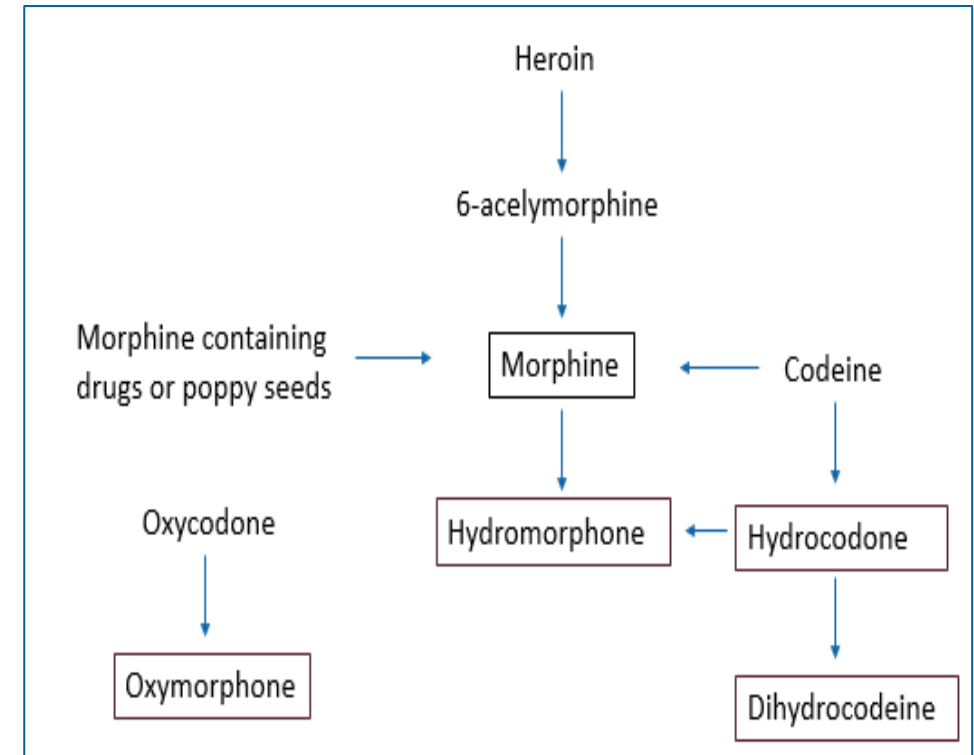 Heroin
6-acelymorphine
Morphine containing
drugs or poppy seeds
Morphine
Codeine
Oxycodone
Hydromorphone
Hydrocodone
Oxymorphone
Dihydrocodeine